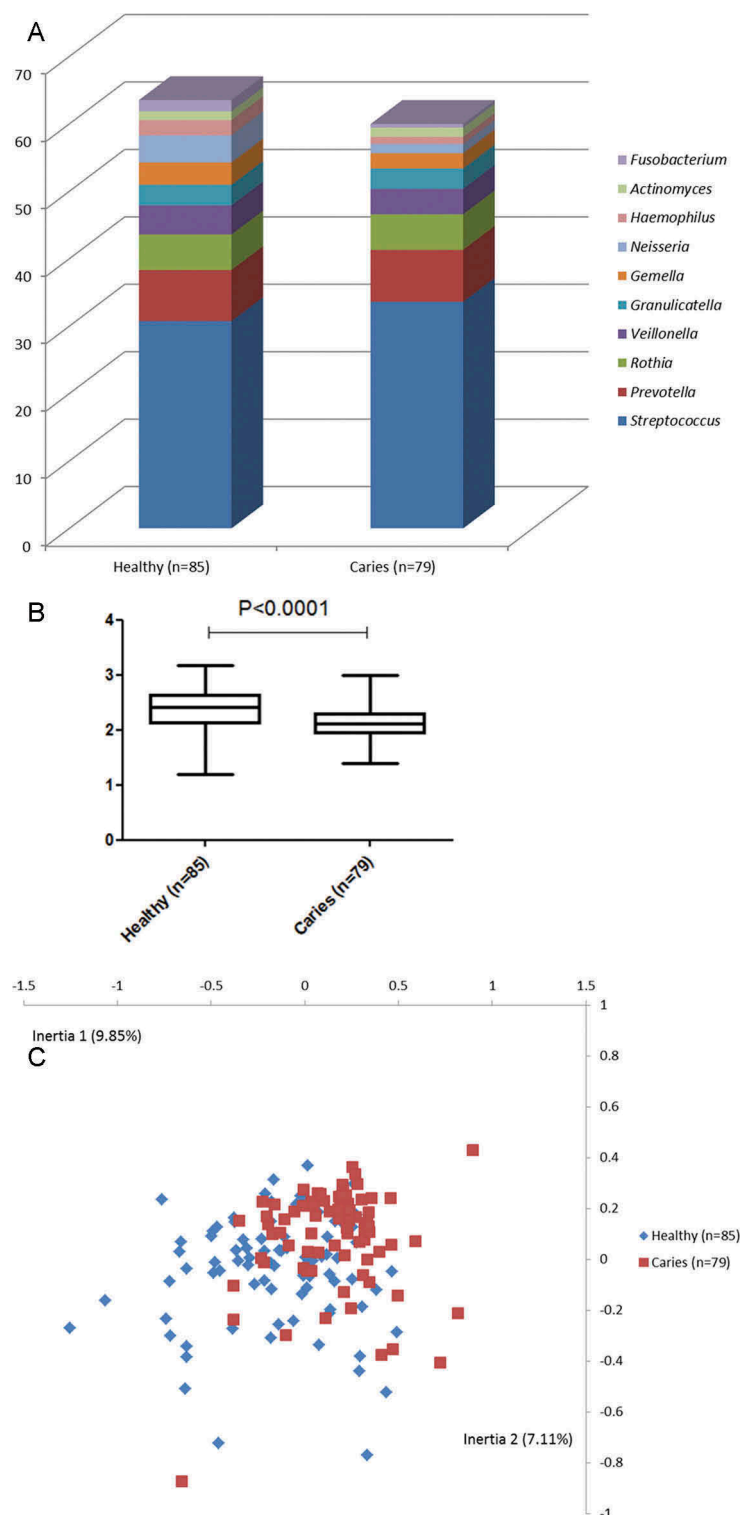 A
70
60
50
40
30
20
10
0
Healthy (n=85)
Caries (n=79)
Fusobacterium
Actinomyces
Haemophilus
Neisseria
Gemella
Granulicatella
Veillonella
Rothia
Prevotella
Streptococcus
B
P<0.0001
4
3
2
1
0
Healthy (n=85)
Caries (n=79)
-1.5 -1 -0.5 0 0.5 1 1.5
Inertia 1 (9.85%)
C
1
0.8
0.6
0.4
0.2
0
-0.2
-0.4
-0.6
-0.8
-1
Healthy (n=85)
Caries (n=79)
Inertia 2 (7.11%)